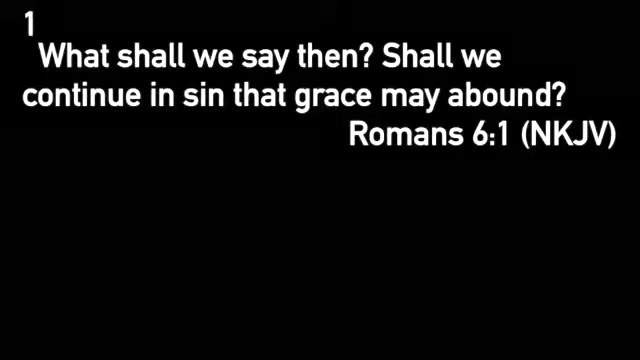 1
What shall we say then? Shall we
continue in sin that grace may abound?
Romans 6:1 (NKJV)